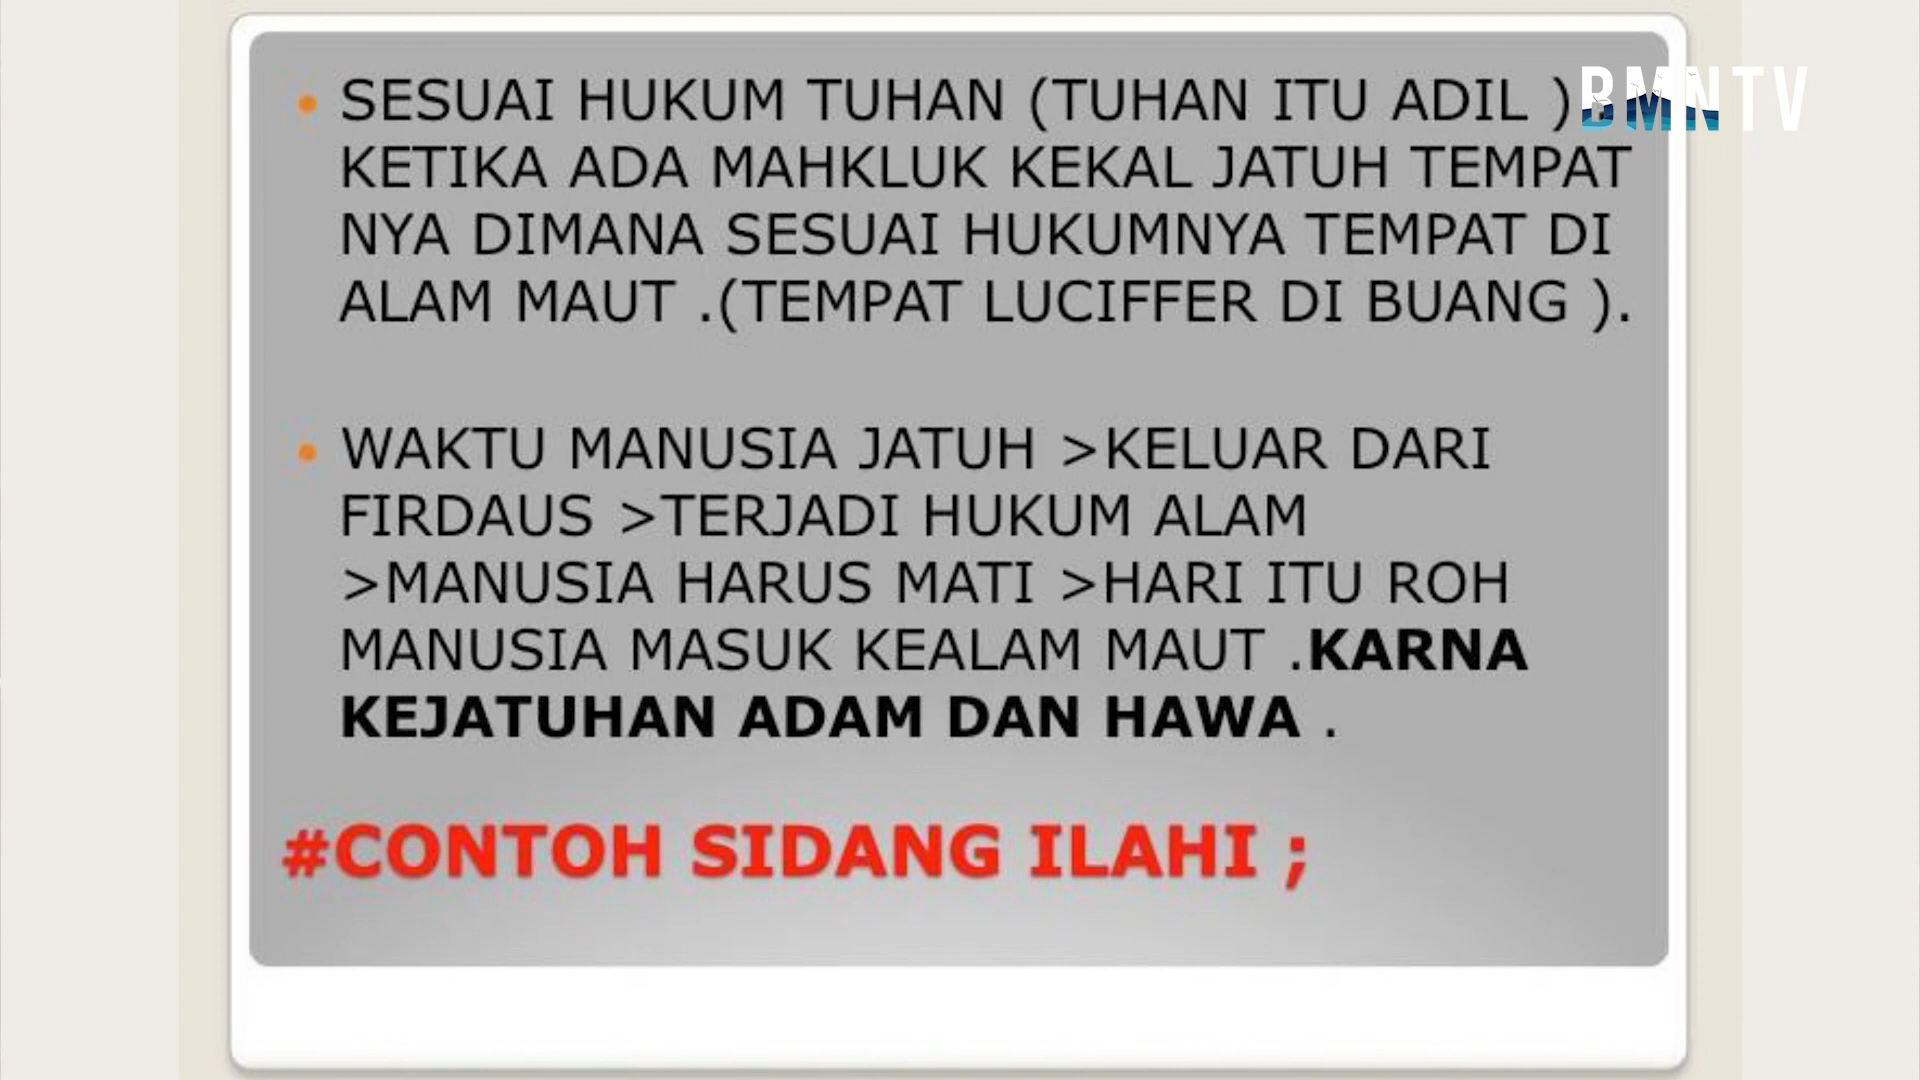 SESUAI HUKUM TUHAN (TUHAN ITU ADIL )
KETIKA ADA MAHKLUK KEKAL JATUH TEMPAT
NYA DIMANA SESUAI HUKUMNYA TEMPAT DI
ALAM MAUT .(TEMPAT LUCIFFER DI BUANG ).
WAKTU MANUSIA JATUH >KELUAR DARI
FIRDAUS >TERJADI HUKUM ALAM
>MANUSIA HARUS MATI >HARI ITU ROH
MANUSIA MASUK KEALAM MAUT .KARNA
KEJATUHAN ADAM DAN HAWA .
#CONTOH SIDANG ILAHI ;
BMNTV